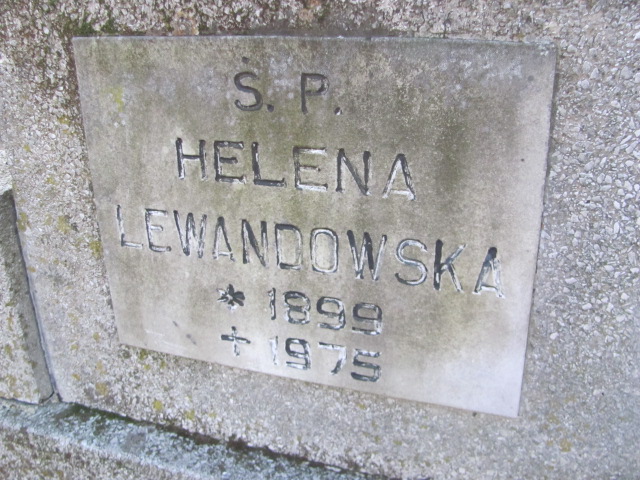 Ś. P.
HELENA
LEWANDOWSKA
* 1899
+ 1975